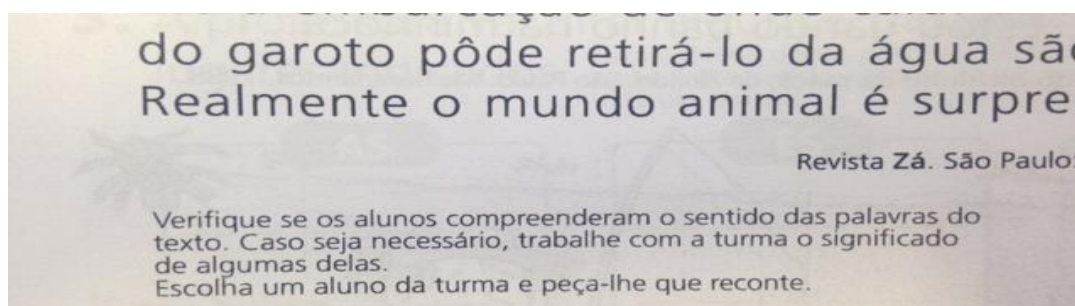 do garoto pôde retirá-lo da água
Realmente o mundo animal é
Revista Zá. São Paulo
Verifique se os alunos compreenderam o sentido das palavras do
texto. Caso seja necessário, trabalhe com a turma o significado
de algumas delas.
Escolha um aluno da turma e peça-lhe que reconte.